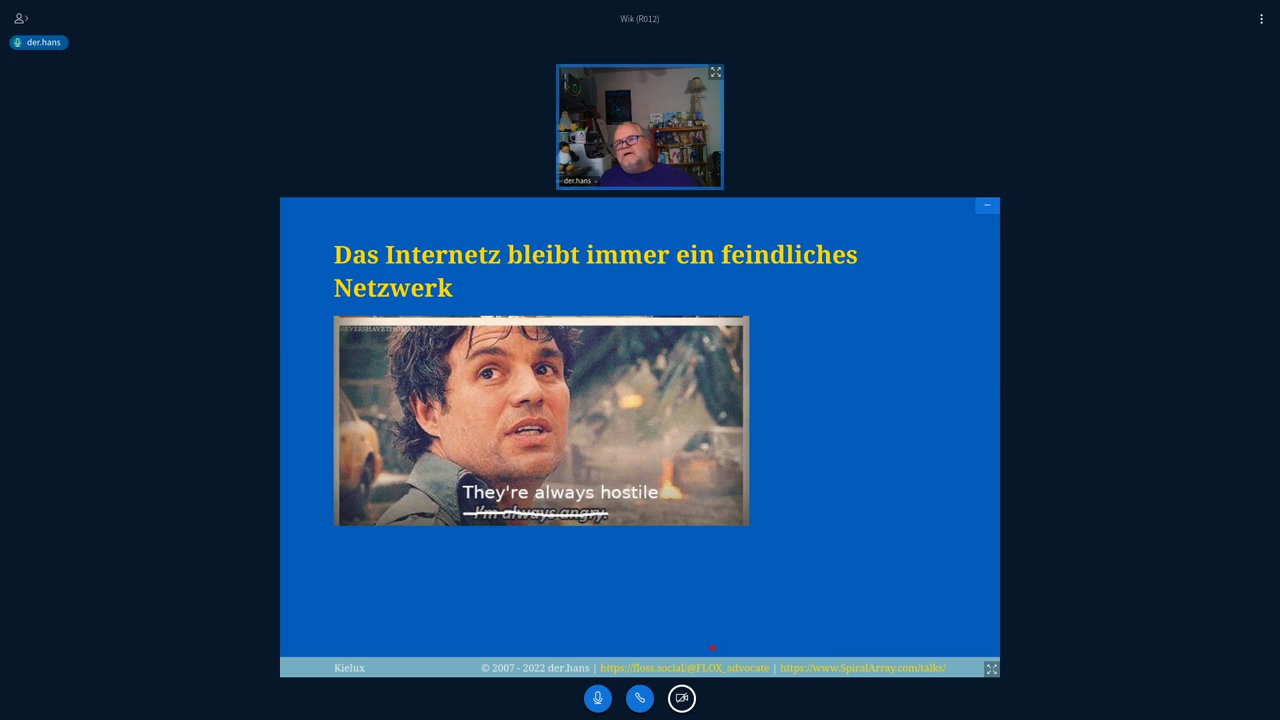 Wik (R012)
der.hans
der.hans
Das Internetz bleibt immer ein feindliches
Netzwerk
They're always hostile
I'm always angry.
Kielux
© 2007 - 2022 der.hans | https://floss.social/@FLOX_advocate | https://www.SpiralArray.com/talks/